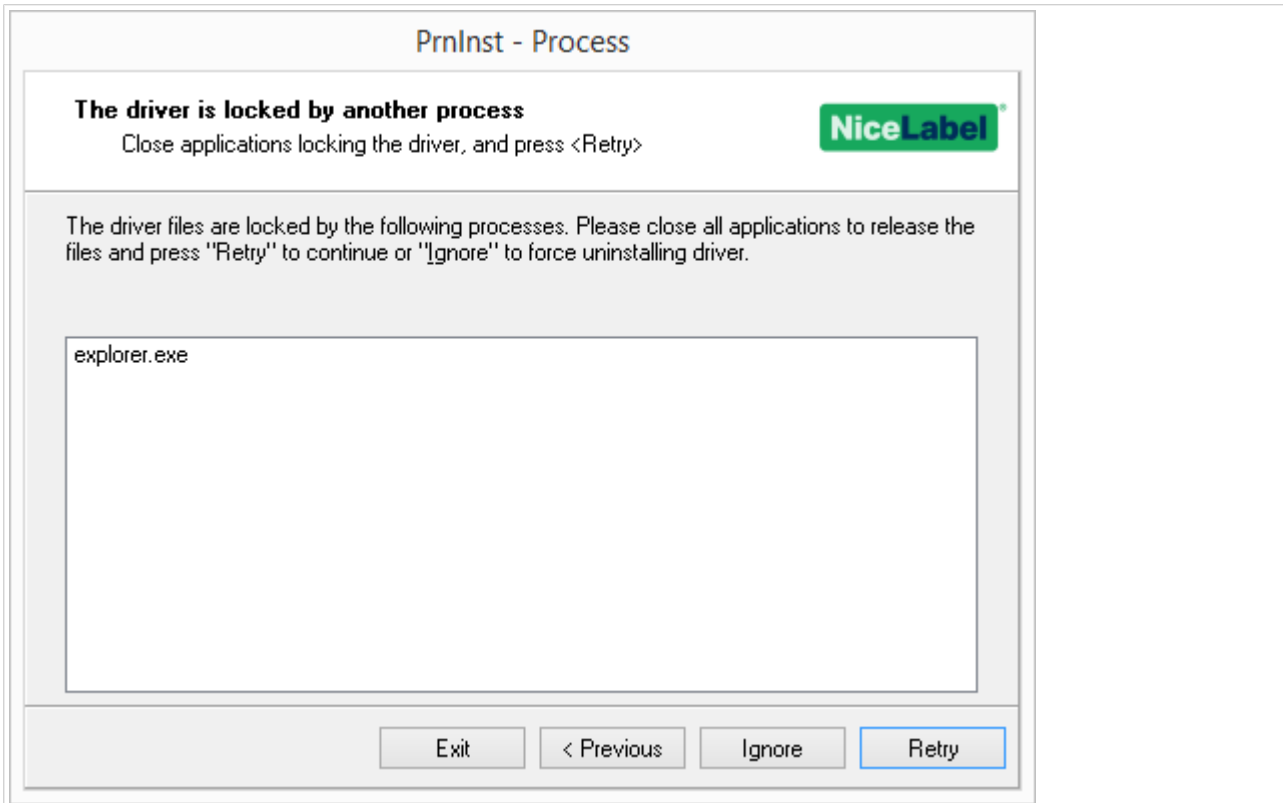 PrnInst - Process
The driver is locked by another process
Close applications locking the driver, and press <Retry>
NiceLabel®
The driver files are locked by the following processes. Please close all applications to release the
files and press "Retry" to continue or "Ignore" to force uninstalling driver.
explorer.exe
Exit
< Previous
Ignore
Retry